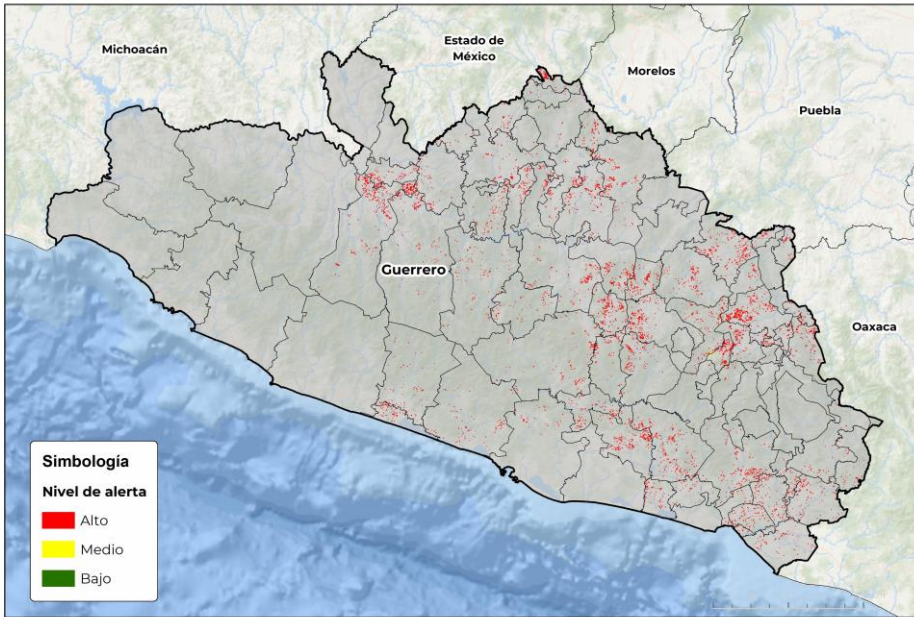 Michoacán
Estado de
México
Morelos
Puebla
Guerrero
Oaxaca
Simbología
Nivel de alerta
Alto
Medio
Bajo